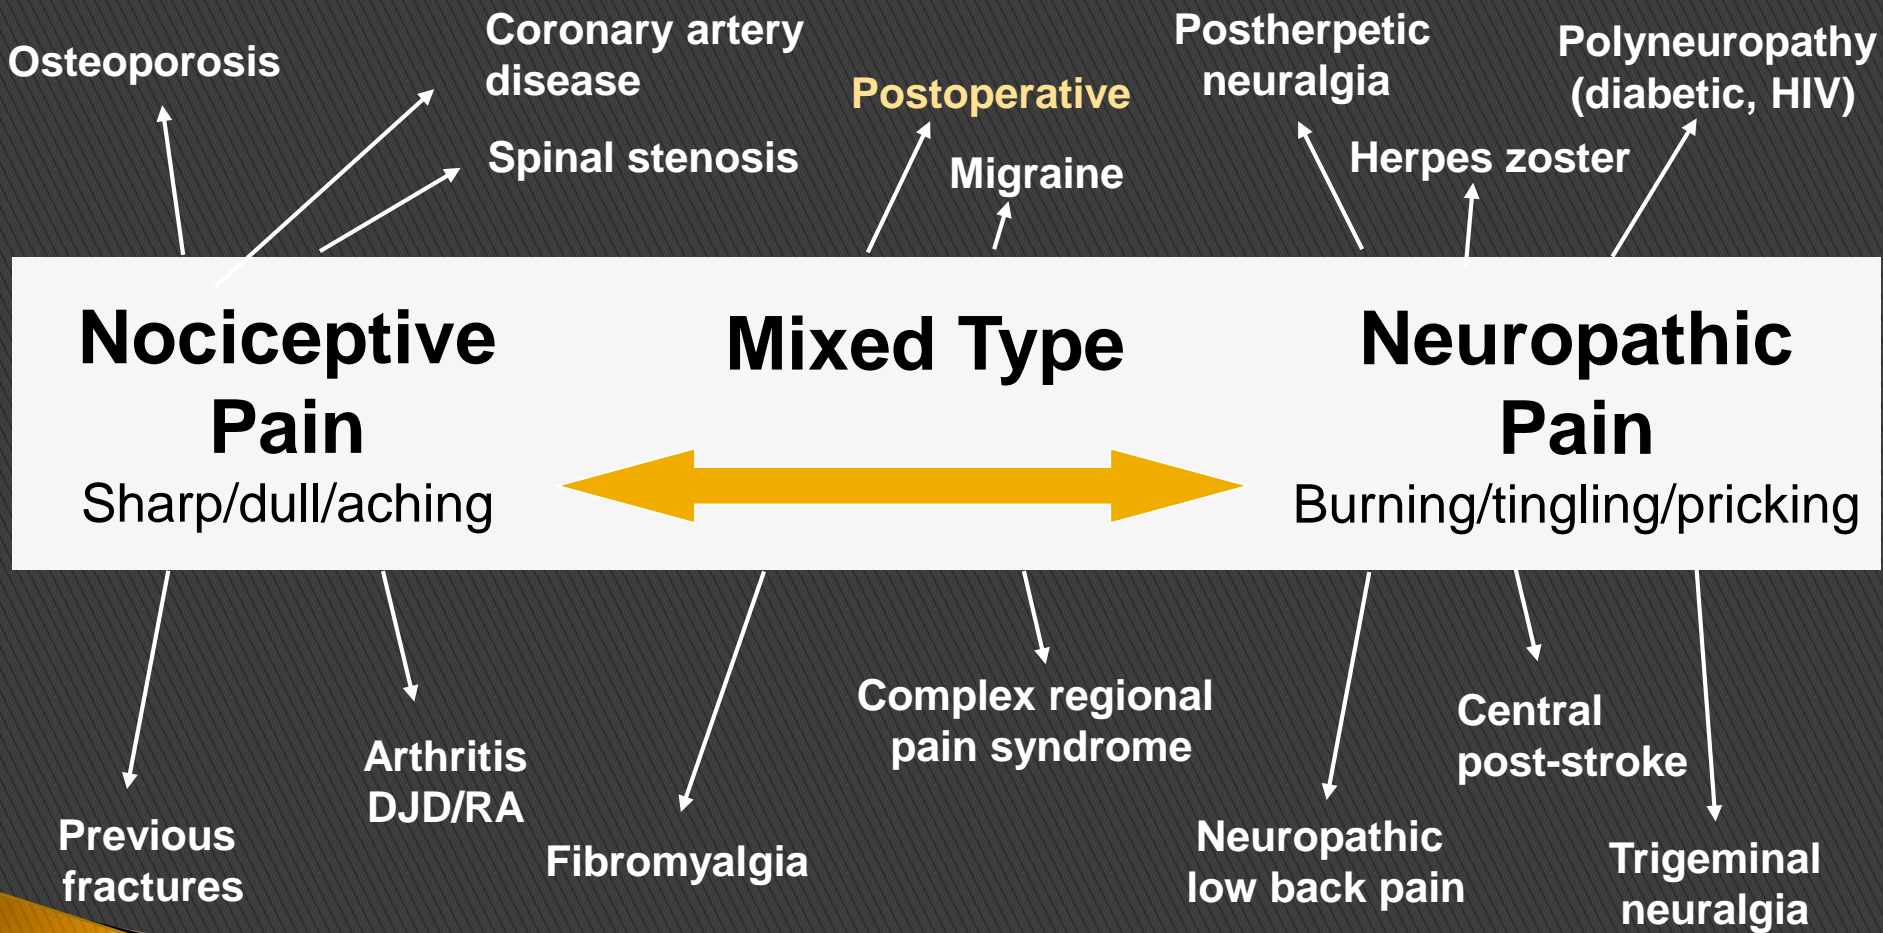 Osteoporosis
Coronary artery
disease
Spinal stenosis
Postoperative
Migraine
Postherpetic
neuralgia
Herpes zoster
Polyneuropathy
(diabetic, HIV)
Nociceptive
Pain
Sharp/dull/aching
Mixed Type
Neuropathic
Pain
Burning/tingling/pricking
Previous
fractures
Arthritis
DJD/RA
Fibromyalgia
Complex regional
pain syndrome
Neuropathic
low back pain
Central
post-stroke
Trigeminal
neuralgia